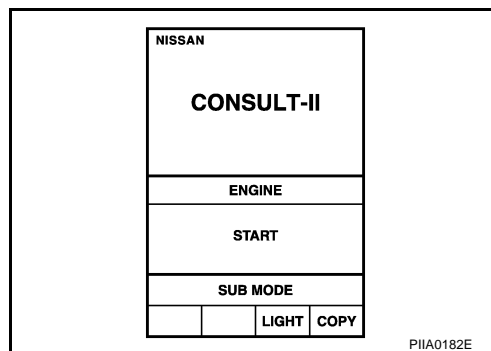 NISSAN
CONSULT-II
ENGINE
START
SUB MODE
LIGHT COPY
PIIA0182E